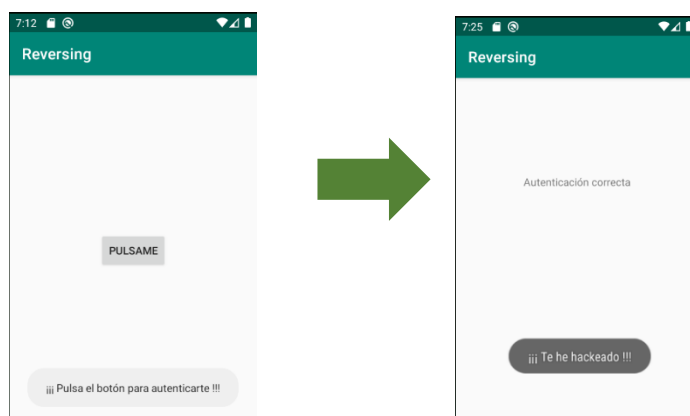 7:12
Reversing
PULSAME
¡¡¡ Pulsa el botón para autenticarte !!!
7:25
Reversing
Autenticación correcta
¡¡¡ Te he hackeado !!!